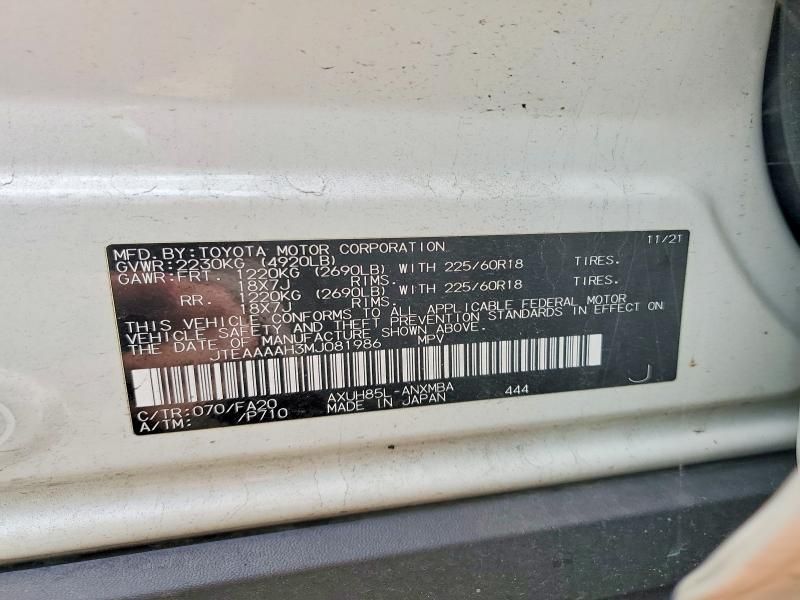 MFD.BY:TOYOTA MOTOR CORPORATION 11/21
GVWR:2230KG (4920LB)
GAWR:FRT. 1220KG (2690LB) WITH 225/60R18 TIRES.
18X7J RIMS.
RR. 1220KG (2690LB) WITH 225/60R18 TIRES.
18X7J RIMS.
THIS VEHICLE CONFORMS TO ALL APPLICABLE FEDERAL MOTOR
VEHICLE SAFETY AND THEFT PREVENTION STANDARDS IN EFFECT ON
THE DATE OF MANUFACTURE SHOWN ABOVE.
JTEAAAAH3MJ081986 MPV
J
C/TR:070/FA20 AXUH85L-ANXMBA 444
A/TM: /P710 MADE IN JAPAN